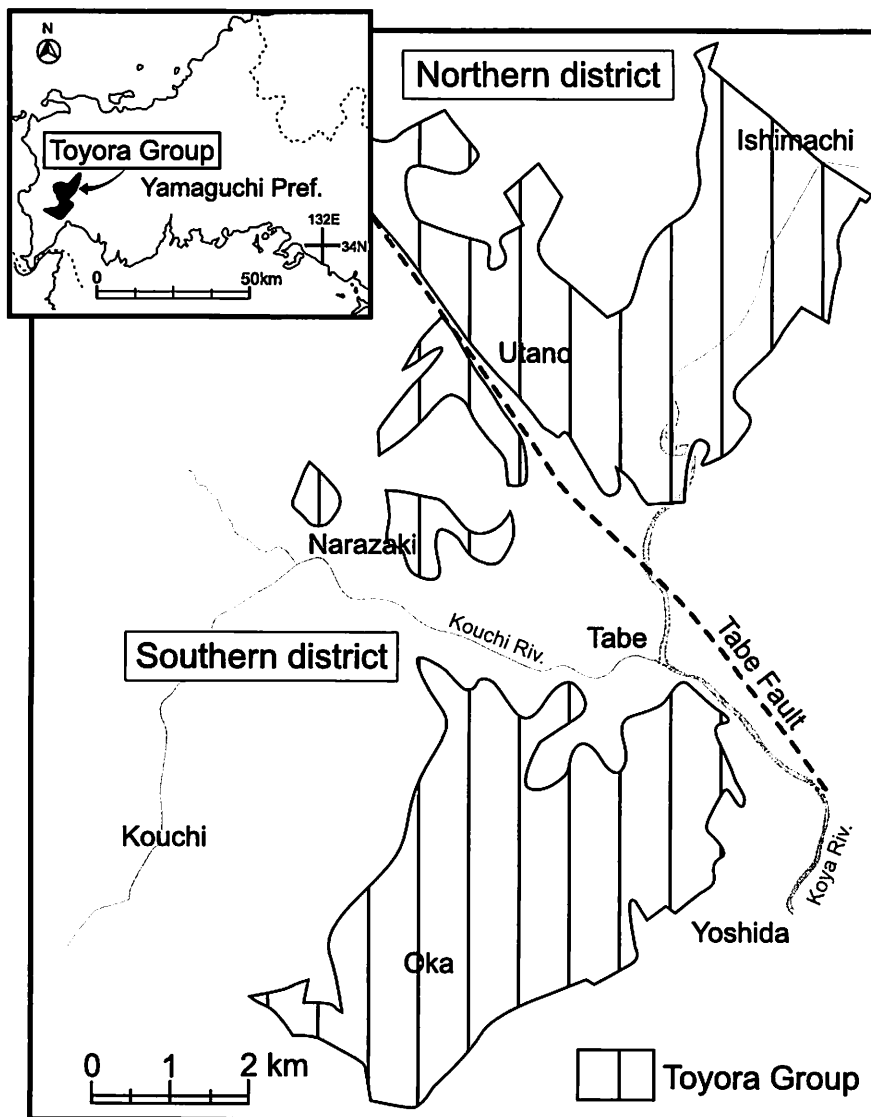 N
Toyora Group
Yamaguchi Pref.
132E
34N
0
50km
Northern district
Ishimachi
Utano
Narazaki
Kouchi Riv.
Tabe
Tabe Fault
Southern district
Kouchi
Koya Riv.
Yoshida
Oka
0 1 2 km
Toyora Group